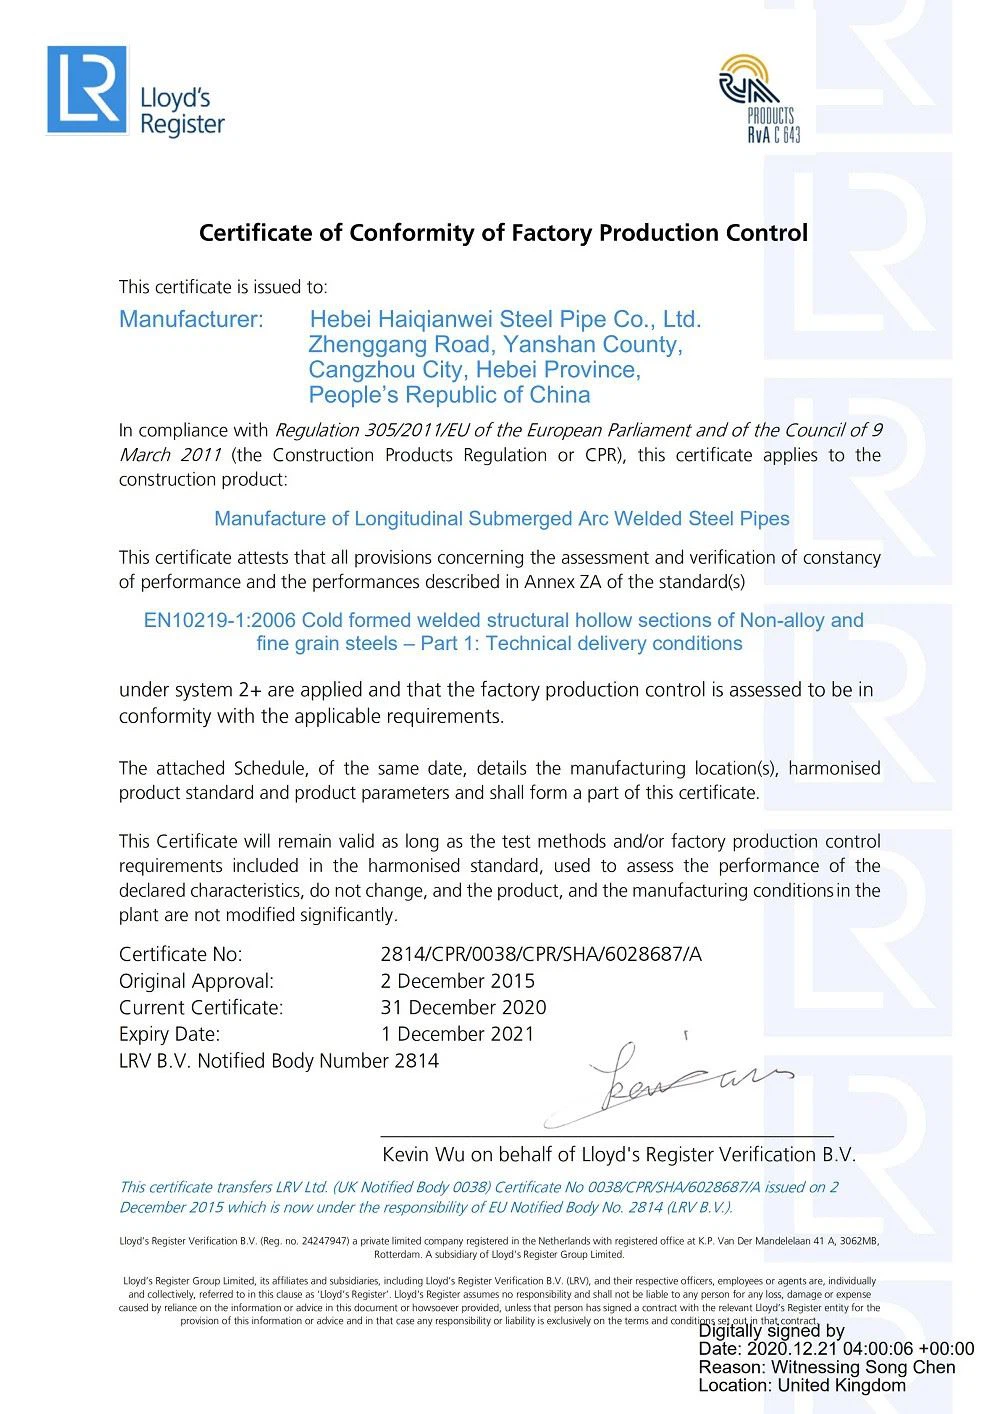 LR
Lloyd's
Register
PRODUCTS
RvA C 643
Certificate of Conformity of Factory Production Control
This certificate is issued to:
Manufacturer: Hebei Haiqianwei Steel Pipe Co., Ltd.
Zhenggang Road, Yanshan County,
Cangzhou City, Hebei Province,
People's Republic of China
In compliance with Regulation 305/2011/EU of the European Parliament and of the Council of 9
March 2011 (the Construction Products Regulation or CPR), this certificate applies to the
construction product:
Manufacture of Longitudinal Submerged Arc Welded Steel Pipes
This certificate attests that all provisions concerning the assessment and verification of constancy
of performance and the performances described in Annex ZA of the standard(s)
EN10219-1:2006 Cold formed welded structural hollow sections of Non-alloy and
fine grain steels – Part 1: Technical delivery conditions
under system 2+ are applied and that the factory production control is assessed to be in
conformity with the applicable requirements.
The attached Schedule, of the same date, details the manufacturing location(s), harmonised
product standard and product parameters and shall form a part of this certificate.
This Certificate will remain valid as long as the test methods and/or factory production control
requirements included in the harmonised standard, used to assess the performance of the
declared characteristics, do not change, and the product, and the manufacturing conditions in the
plant are not modified significantly.
Certificate No: 2814/CPR/0038/CPR/SHA/6028687/A
Original Approval: 2 December 2015
Current Certificate: 31 December 2020
Expiry Date: 1 December 2021
LRV B.V. Notified Body Number 2814
Kevin Wu on behalf of Lloyd's Register Verification B.V.
This certificate transfers LRV Ltd. (UK Notified Body 0038) Certificate No 0038/CPR/SHA/6028687/A issued on 2
December 2015 which is now under the responsibility of EU Notified Body No. 2814 (LRV B.V.).
Lloyd's Register Verification B.V. (Reg. no. 24247947) a private limited company registered in the Netherlands with registered office at K.P. Van Der Mandelelaan 41 A, 3062MB,
Rotterdam. A subsidiary of Lloyd's Register Group Limited.
Lloyd's Register Group Limited, its affiliates and subsidiaries, including Lloyd's Register Verification B.V. (LRV), and their respective officers, employees or agents are, individually
and collectively, referred to in this clause as 'Lloyd's Register'. Lloyd's Register assumes no responsibility and shall not be liable to any person for any loss, damage or expense
caused by reliance on the information or advice in this document or howsoever provided, unless that person has signed a contract with the relevant Lloyd's Register entity for the
provision of this information or advice and in that case any responsibility or liability is exclusively on the terms and conditions set out in that contract.
Digitally signed by
Date: 2020.12.21 04:00:06 +00:00
Reason: Witnessing Song Chen
Location: United Kingdom